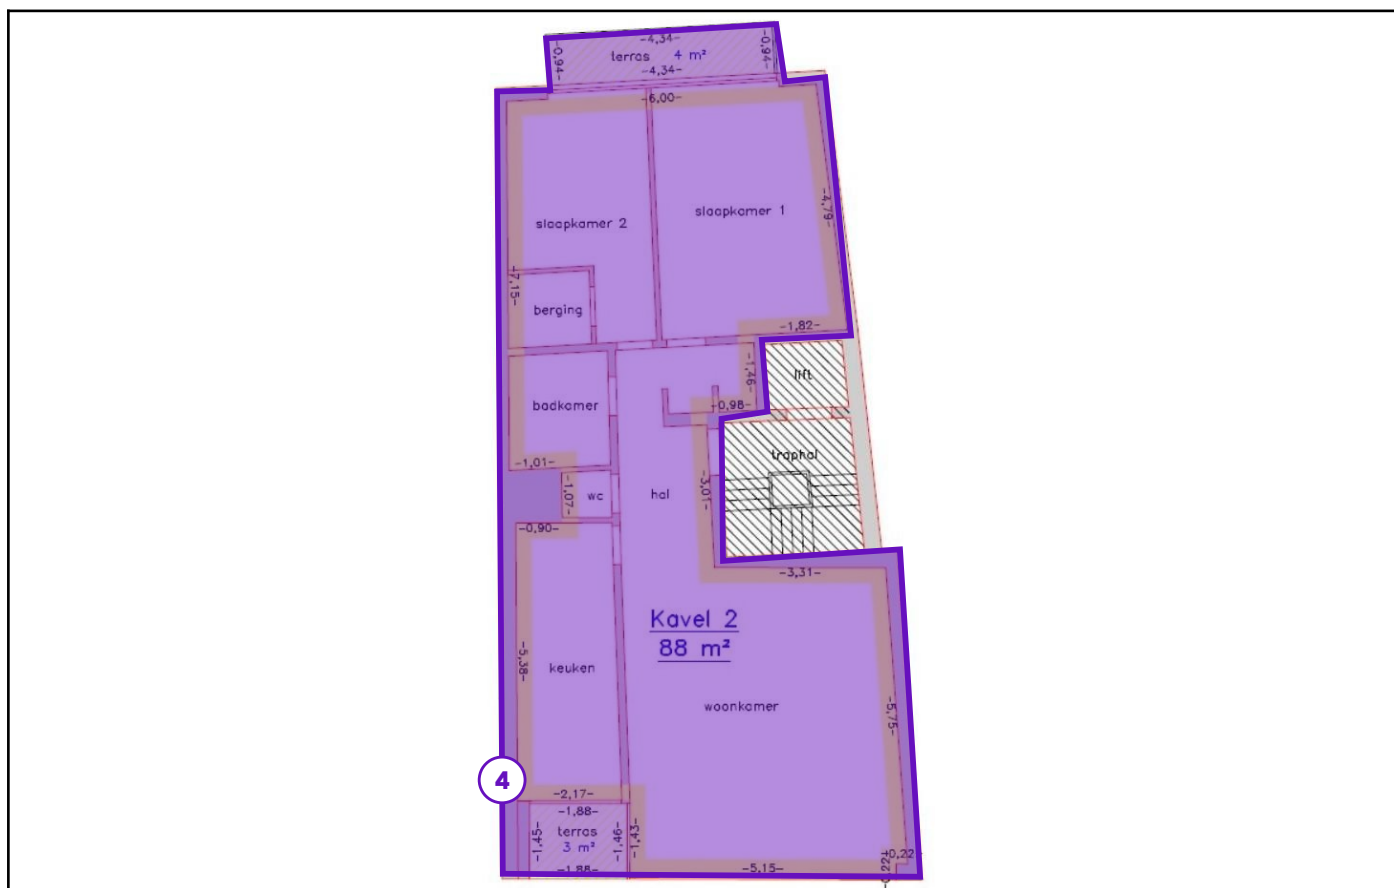 -4,34-
-0,94-
terras 4 m²
-0,94-
-4,34-
-6,00-
-4,79-
slaapkamer 1
slaapkamer 2
-7,15-
berging
-1,82-
-1,46-
lift
badkamer
-0,98-
traphal
-1,01-
-1,07-
wc
hal
-3,01-
-0,90-
-3,31-
Kavel 2
88 m²
-5,38-
keuken
woonkamer
-5,75-
4
-2,17-
-1,88-
-1,45-
terras
3 m²
-1,46-
-1,43-
-1,88-
-5,15-
-0,22-
-0,22-